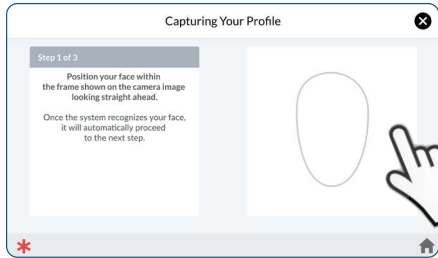 Capturing Your Profile
Step 1 of 3
Position your face within
the frame shown on the camera image
looking straight ahead.
Once the system recognizes your face,
it will automatically proceed
to the next step.